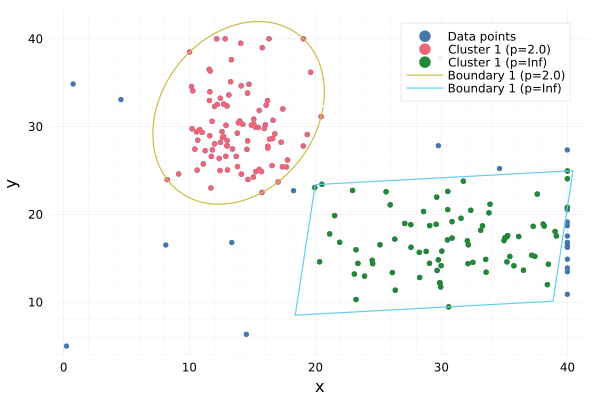 Data points
Cluster 1 (p=2.0)
Cluster 1 (p=Inf)
Boundary 1 (p=2.0)
Boundary 1 (p=Inf)
40
30
20
10
y
0 10 20 30 40
x